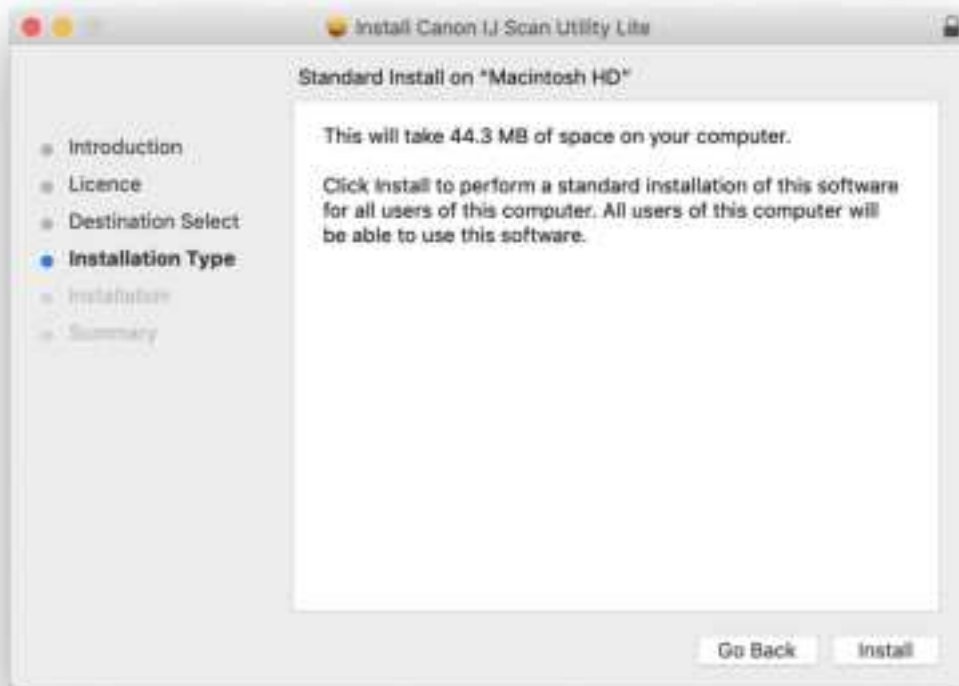 Install Canon IJ Scan Utility Lite
Standard Install on "Macintosh HD"
Introduction
Licence
Destination Select
Installation Type
Installation
Summary
This will take 44.3 MB of space on your computer.
Click Install to perform a standard installation of this software
for all users of this computer. All users of this computer will
be able to use this software.
Go Back
Install